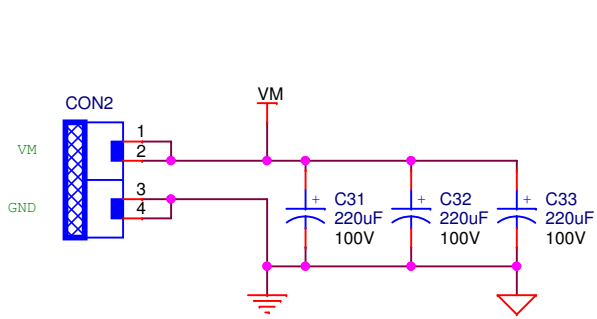 VM
CON2
1
VM
2
3
GND
4
+
C31
220uF
100V
+
C32
220uF
100V
+
C33
220uF
100V